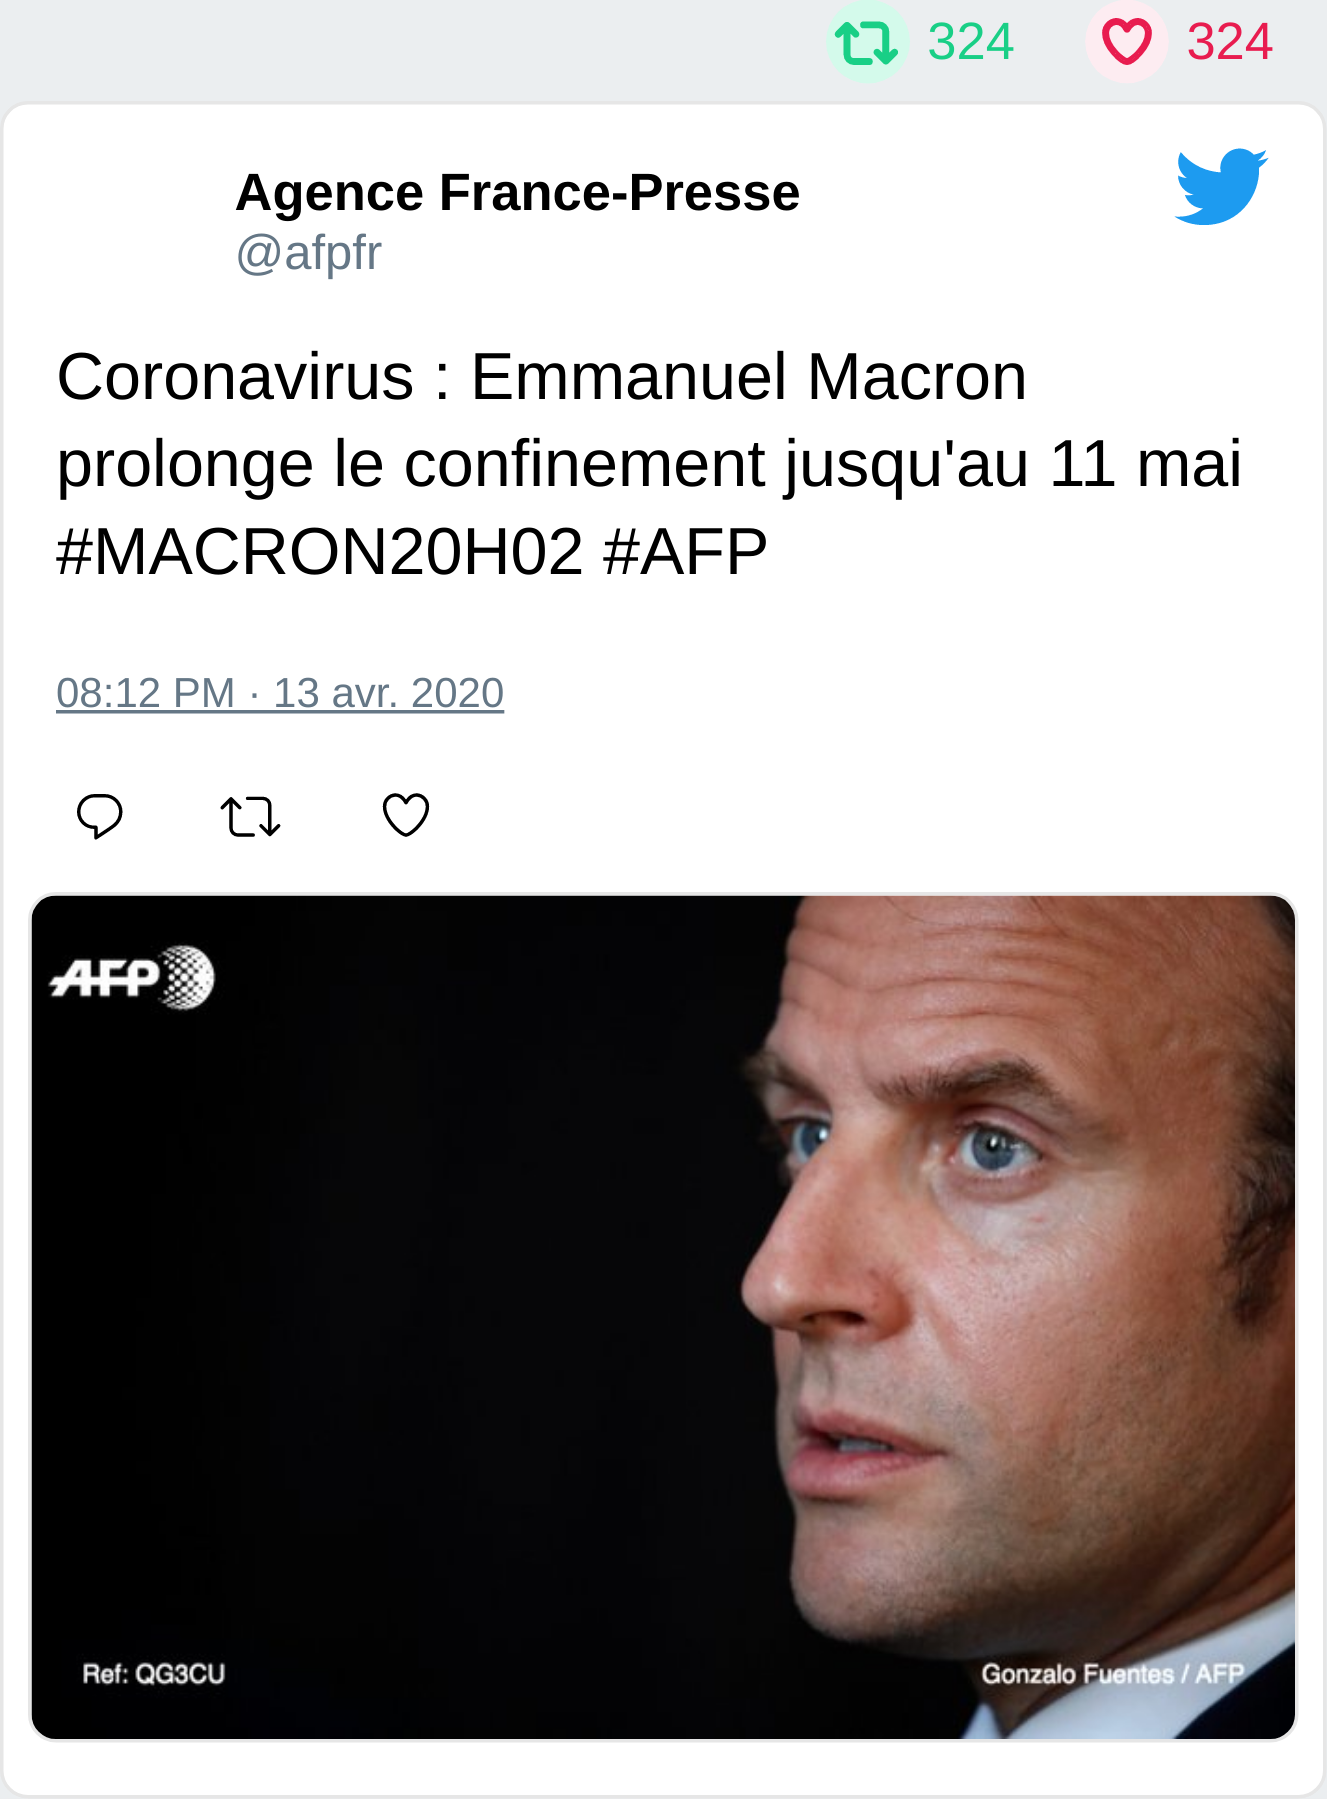 324 324
Agence France-Presse
@afpfr
Coronavirus : Emmanuel Macron
prolonge le confinement jusqu'au 11 mai
#MACRON20H02 #AFP
08:12 PM · 13 avr. 2020
AFP
Ref: QG3CU
Gonzalo Fuentes / AFP